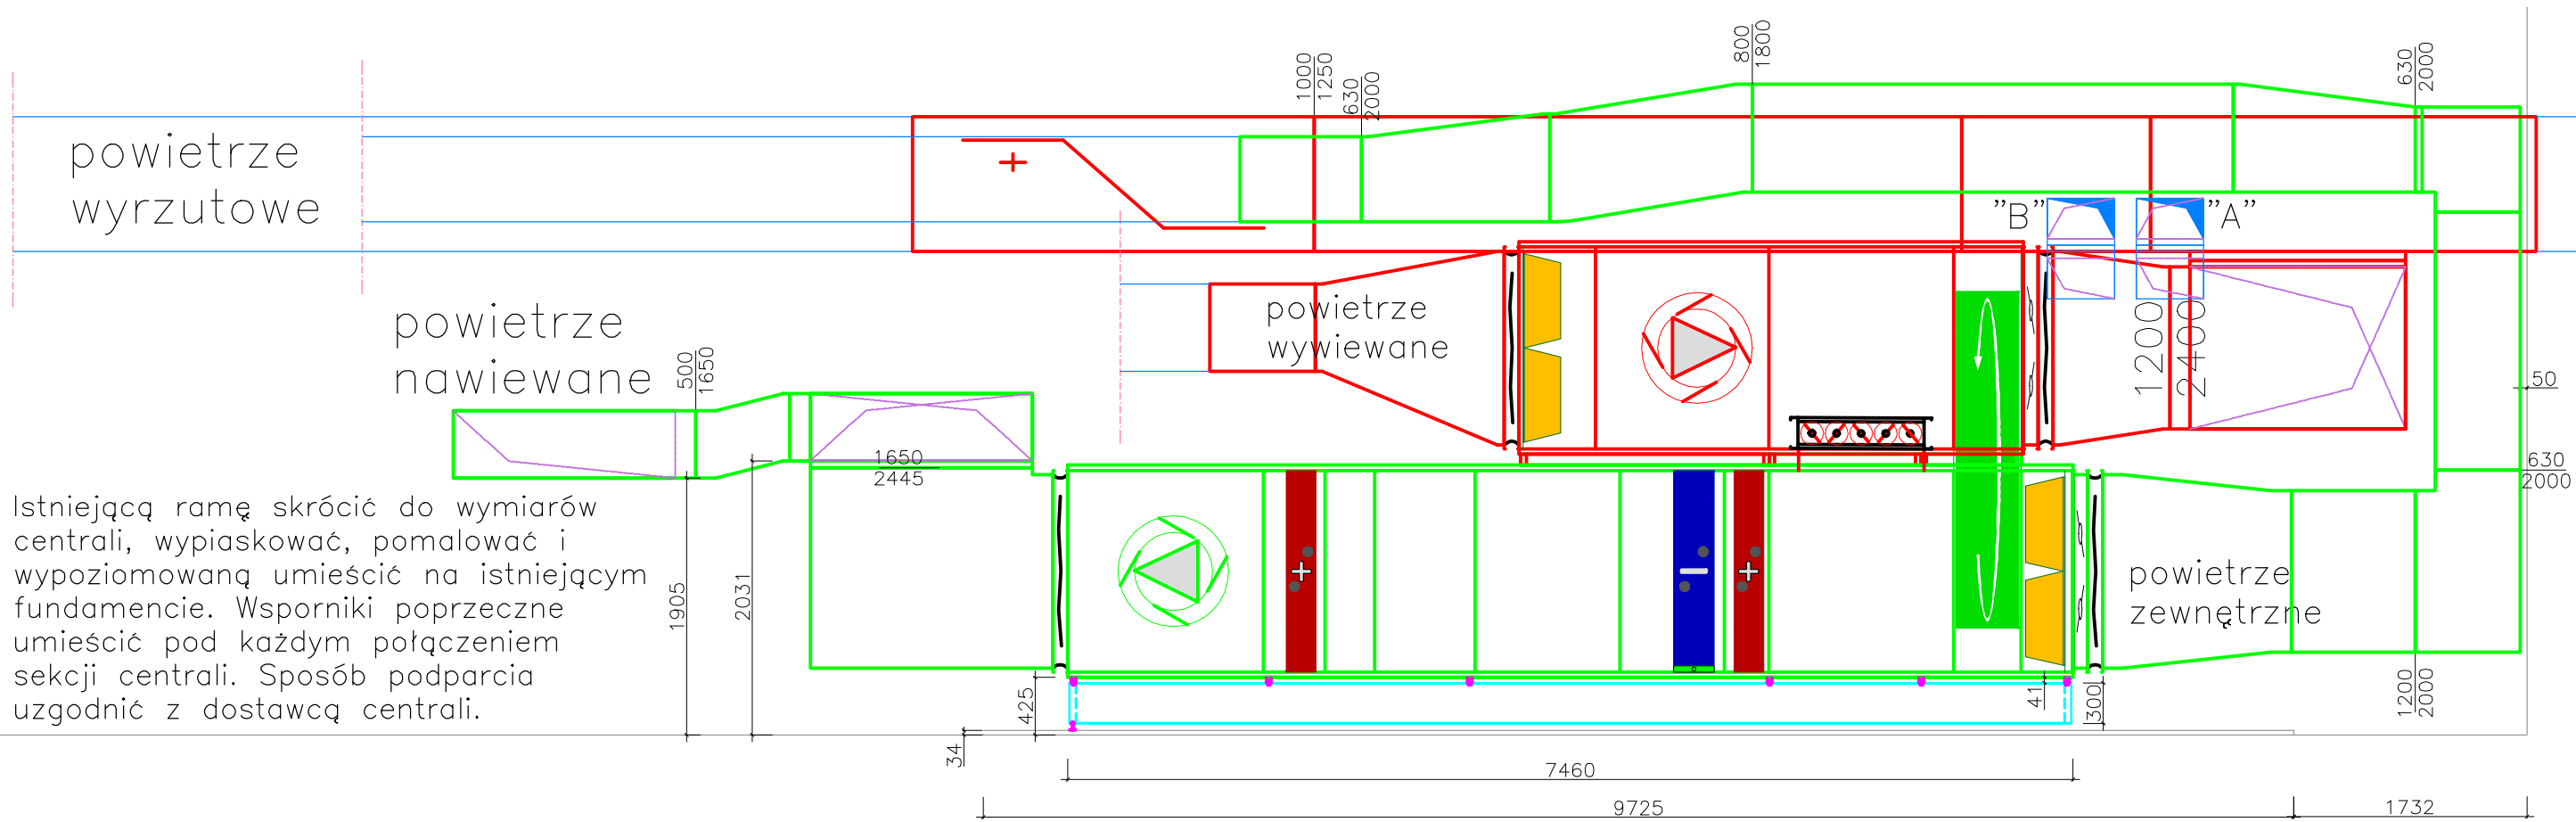 800
1800
630
2000
1000
1250
630
2000
powietrze
wyrzutowe
"B"
"A"
powietrze
nawiewane
powietrze
wywiewane
1200
2400
500
1650
50
1650
2445
630
2000
Istniejącą ramę skrócić do wymiarów
centrali, wypiaskować, pomalować i
wypoziomowaną umieścić na istniejącym
fundamencie. Wsporniki poprzeczne
umieścić pod każdym połączeniem
sekcji centrali. Sposób podparcia
uzgodnić z dostawcą centrali.
powietrze
zewnętrzne
1905
2031
425
34
41
300
1200
2000
7460
9725
1732